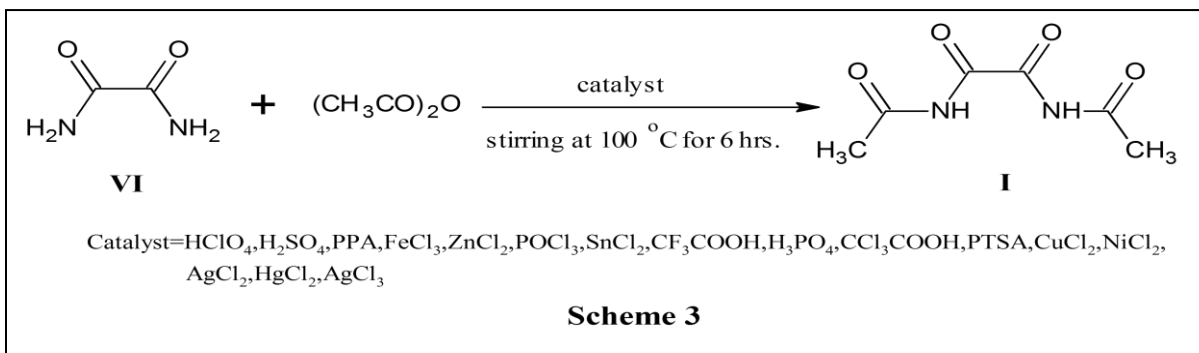 O O
H₂N NH₂
VI
+
(CH₃CO)₂O
catalyst
stirring at 100 °C for 6 hrs.
O O O O
NH NH
H₃C CH₃
I
Catalyst=HClO₄,H₂SO₄,PPA,FeCl₃,ZnCl₂,POCl₃,SnCl₂,CF₃COOH,H₃PO₄,CCl₃COOH,PTSA,CuCl₂,NiCl₂,
AgCl₂,HgCl₂,AgCl₃
Scheme 3